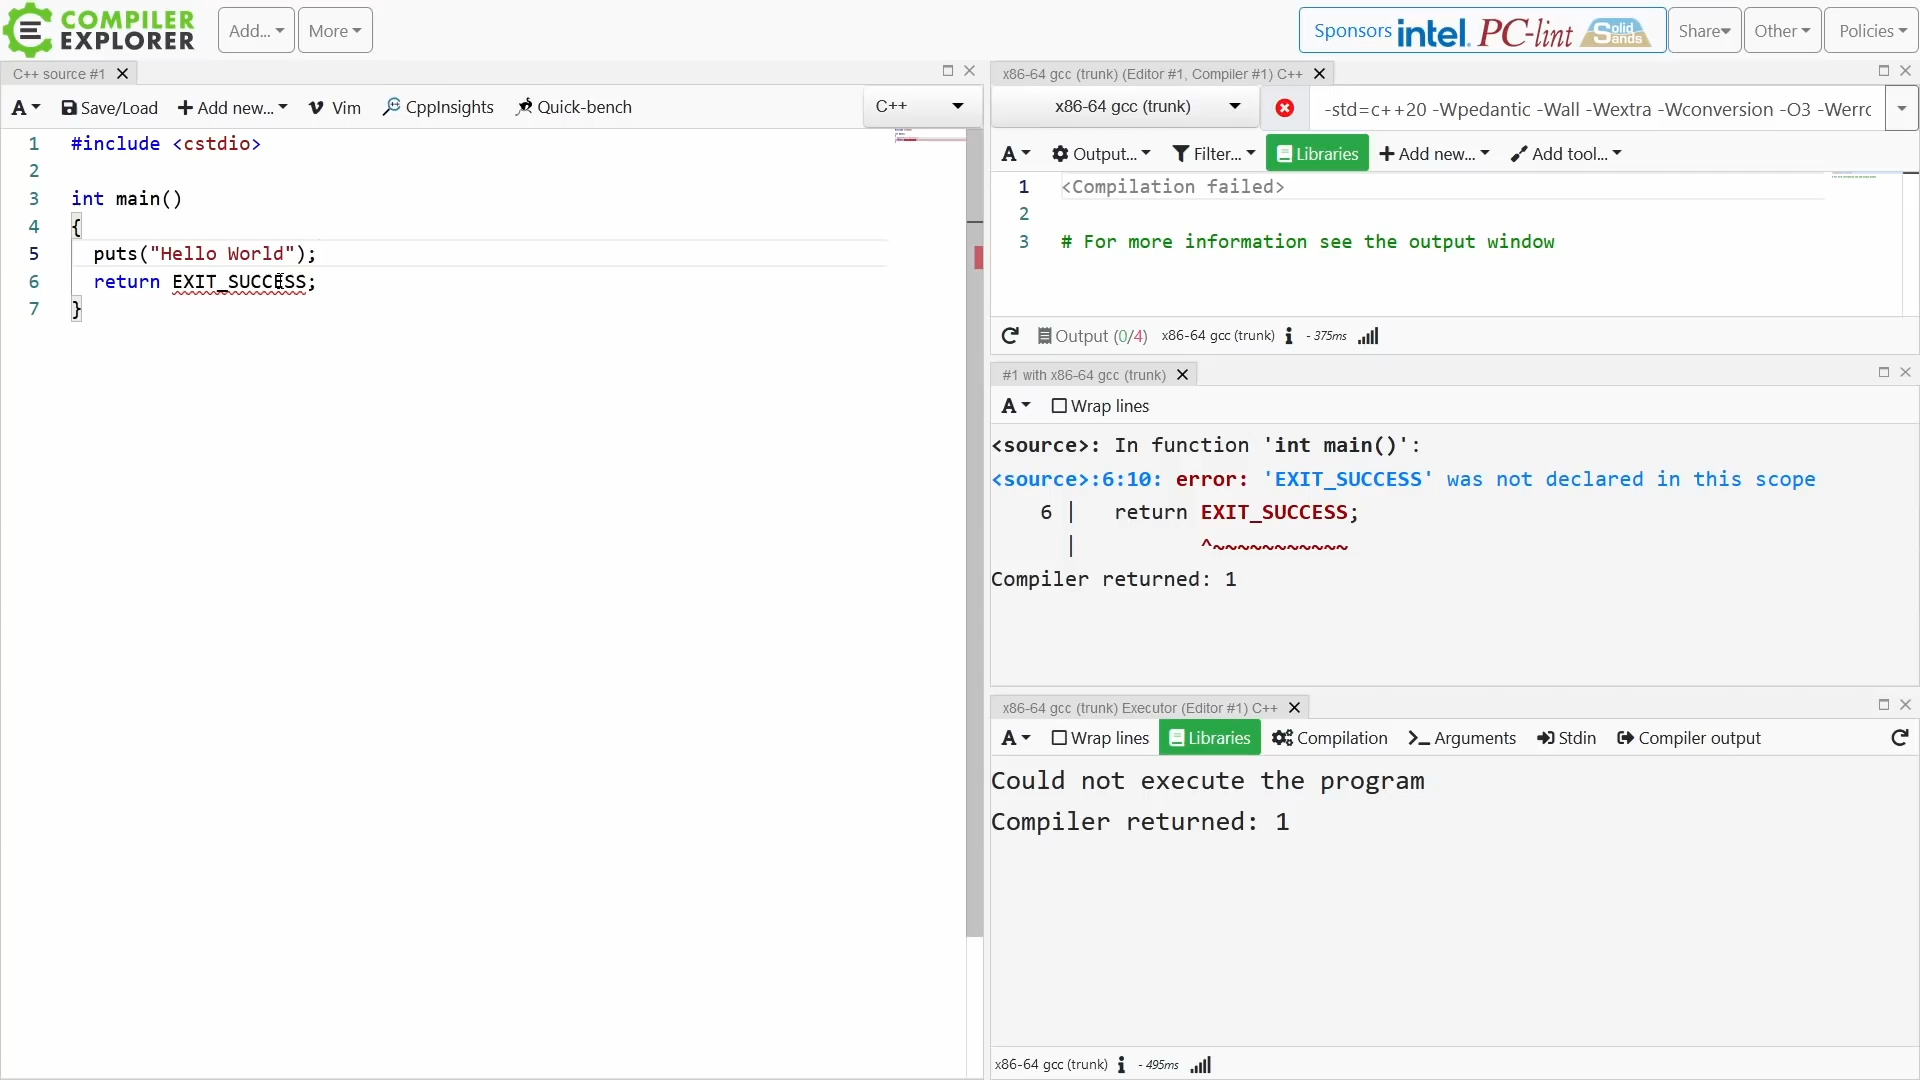 COMPILER
EXPLORER
Add...
More
Sponsors intel. PC-lint Solid Sands
Share
Other
Policies
C++ source #1
A
Save/Load
Add new...
Vim
CppInsights
Quick-bench
C++
1 #include <cstdio>
2
3 int main()
4 {
5   puts("Hello World");
6   return EXIT_SUCCESS;
7 }
x86-64 gcc (trunk) (Editor #1, Compiler #1) C++
x86-64 gcc (trunk)
-std=c++20 -Wpedantic -Wall -Wextra -Wconversion -O3 -Werrc
A
Output...
Filter...
Libraries
Add new...
Add tool...
1 <Compilation failed>
2
3 # For more information see the output window
Output (0/4) x86-64 gcc (trunk) i - 375ms
#1 with x86-64 gcc (trunk)
A
Wrap lines
<source>: In function 'int main()':
<source>:6:10: error: 'EXIT_SUCCESS' was not declared in this scope
6 |   return EXIT_SUCCESS;
|          ^~~~~~~~~~~~
Compiler returned: 1
x86-64 gcc (trunk) Executor (Editor #1) C++
A
Wrap lines
Libraries
Compilation
Arguments
Stdin
Compiler output
Could not execute the program
Compiler returned: 1
x86-64 gcc (trunk) i - 495ms